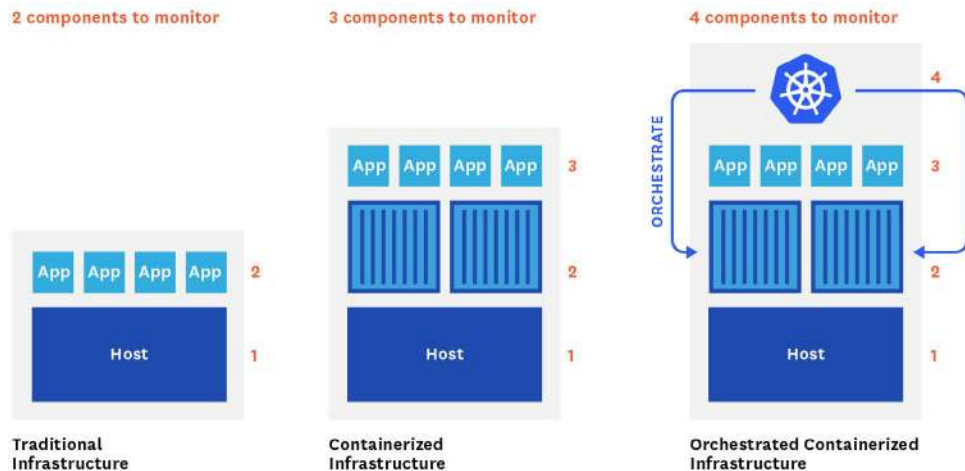 2 components to monitor
3 components to monitor
4 components to monitor
4
ORCHESTRATE
App App App App
3
App App App App
3
App App App App
2
2
2
Host
1
Host
1
Host
1
Traditional
Infrastructure
Containerized
Infrastructure
Orchestrated Containerized
Infrastructure